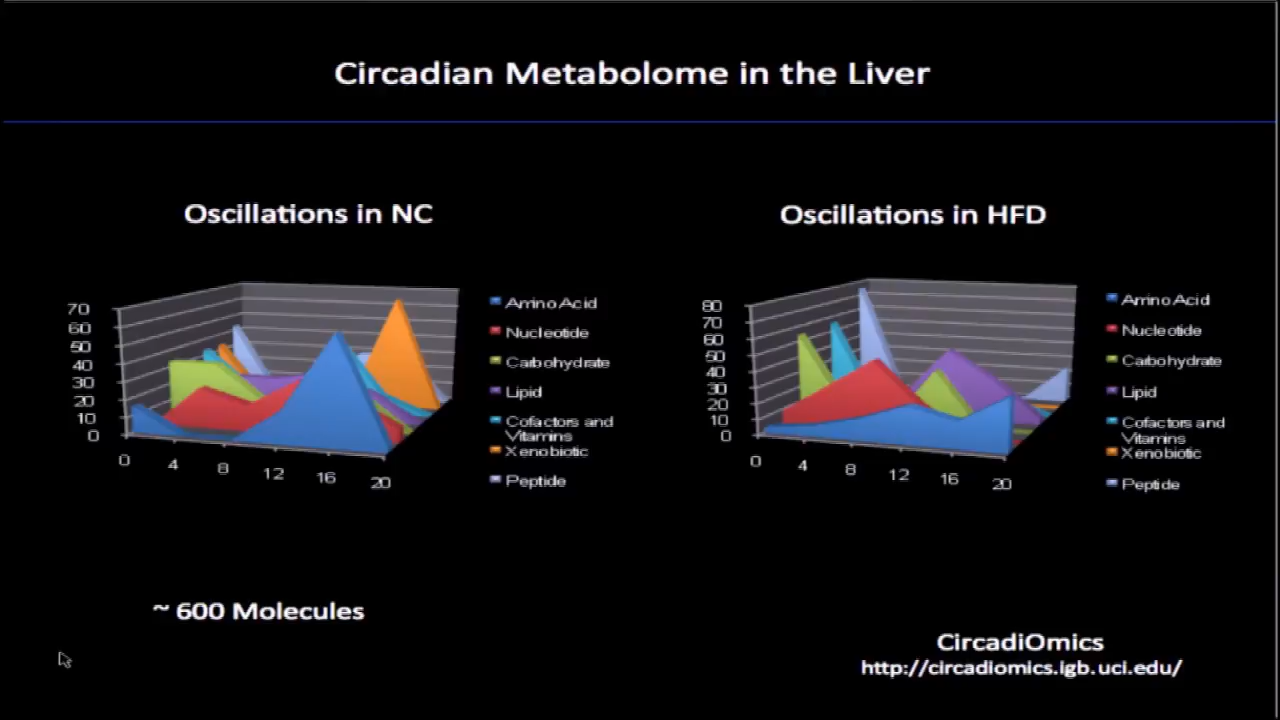 Circadian Metabolome in the Liver
Oscillations in NC
Oscillations in HFD
70
60
50
40
30
20
10
0
0
4
8
12
16
20
Amino Acid
Nucleotide
Carbohydrate
Lipid
Cofactors and
Vitamins
Xenobiotic
Peptide
80
70
60
50
40
30
20
10
0
0
4
8
12
16
20
Amino Acid
Nucleotide
Carbohydrate
Lipid
Cofactors and
Vitamins
Xenobiotic
Peptide
~ 600 Molecules
CircadiOmics
http://circadiomics.igb.uci.edu/